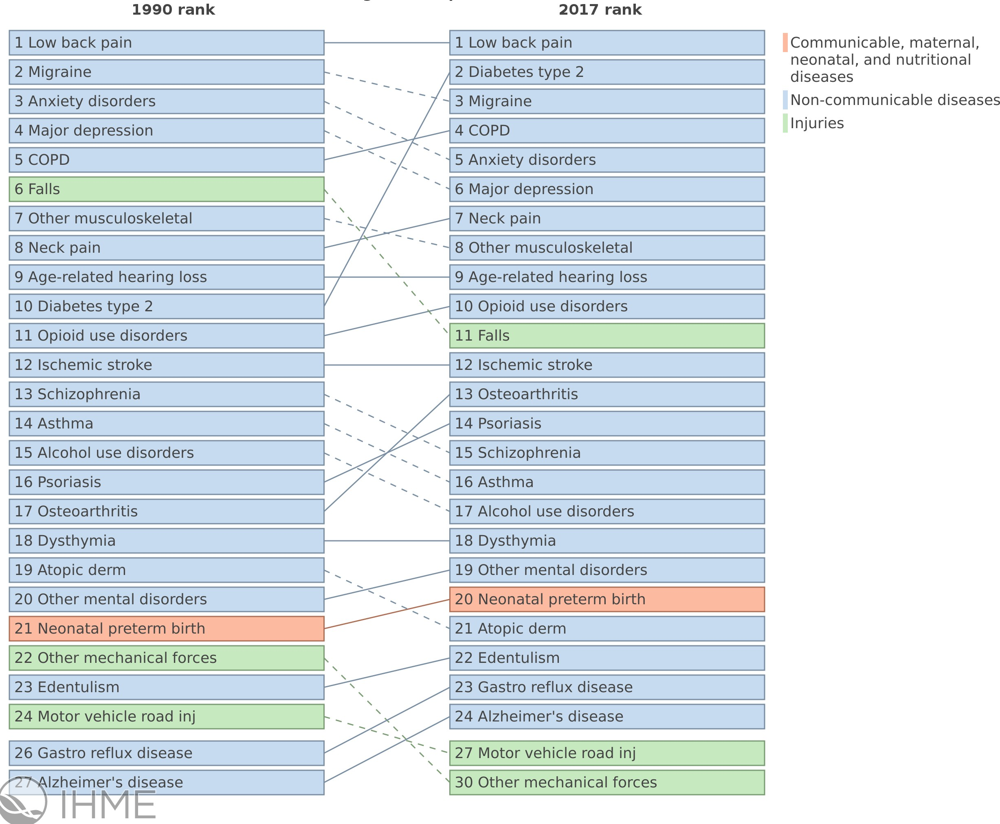 1990 rank
2017 rank
1 Low back pain
2 Migraine
3 Anxiety disorders
4 Major depression
5 COPD
6 Falls
7 Other musculoskeletal
8 Neck pain
9 Age-related hearing loss
10 Diabetes type 2
11 Opioid use disorders
12 Ischemic stroke
13 Schizophrenia
14 Asthma
15 Alcohol use disorders
16 Psoriasis
17 Osteoarthritis
18 Dysthymia
19 Atopic derm
20 Other mental disorders
21 Neonatal preterm birth
22 Other mechanical forces
23 Edentulism
24 Motor vehicle road inj
26 Gastro reflux disease
27 Alzheimer's disease
1 Low back pain
2 Diabetes type 2
3 Migraine
4 COPD
5 Anxiety disorders
6 Major depression
7 Neck pain
8 Other musculoskeletal
9 Age-related hearing loss
10 Opioid use disorders
11 Falls
12 Ischemic stroke
13 Osteoarthritis
14 Psoriasis
15 Schizophrenia
16 Asthma
17 Alcohol use disorders
18 Dysthymia
19 Other mental disorders
20 Neonatal preterm birth
21 Atopic derm
22 Edentulism
23 Gastro reflux disease
24 Alzheimer's disease
27 Motor vehicle road inj
30 Other mechanical forces
Communicable, maternal,
neonatal, and nutritional
diseases
Non-communicable diseases
Injuries
IHME